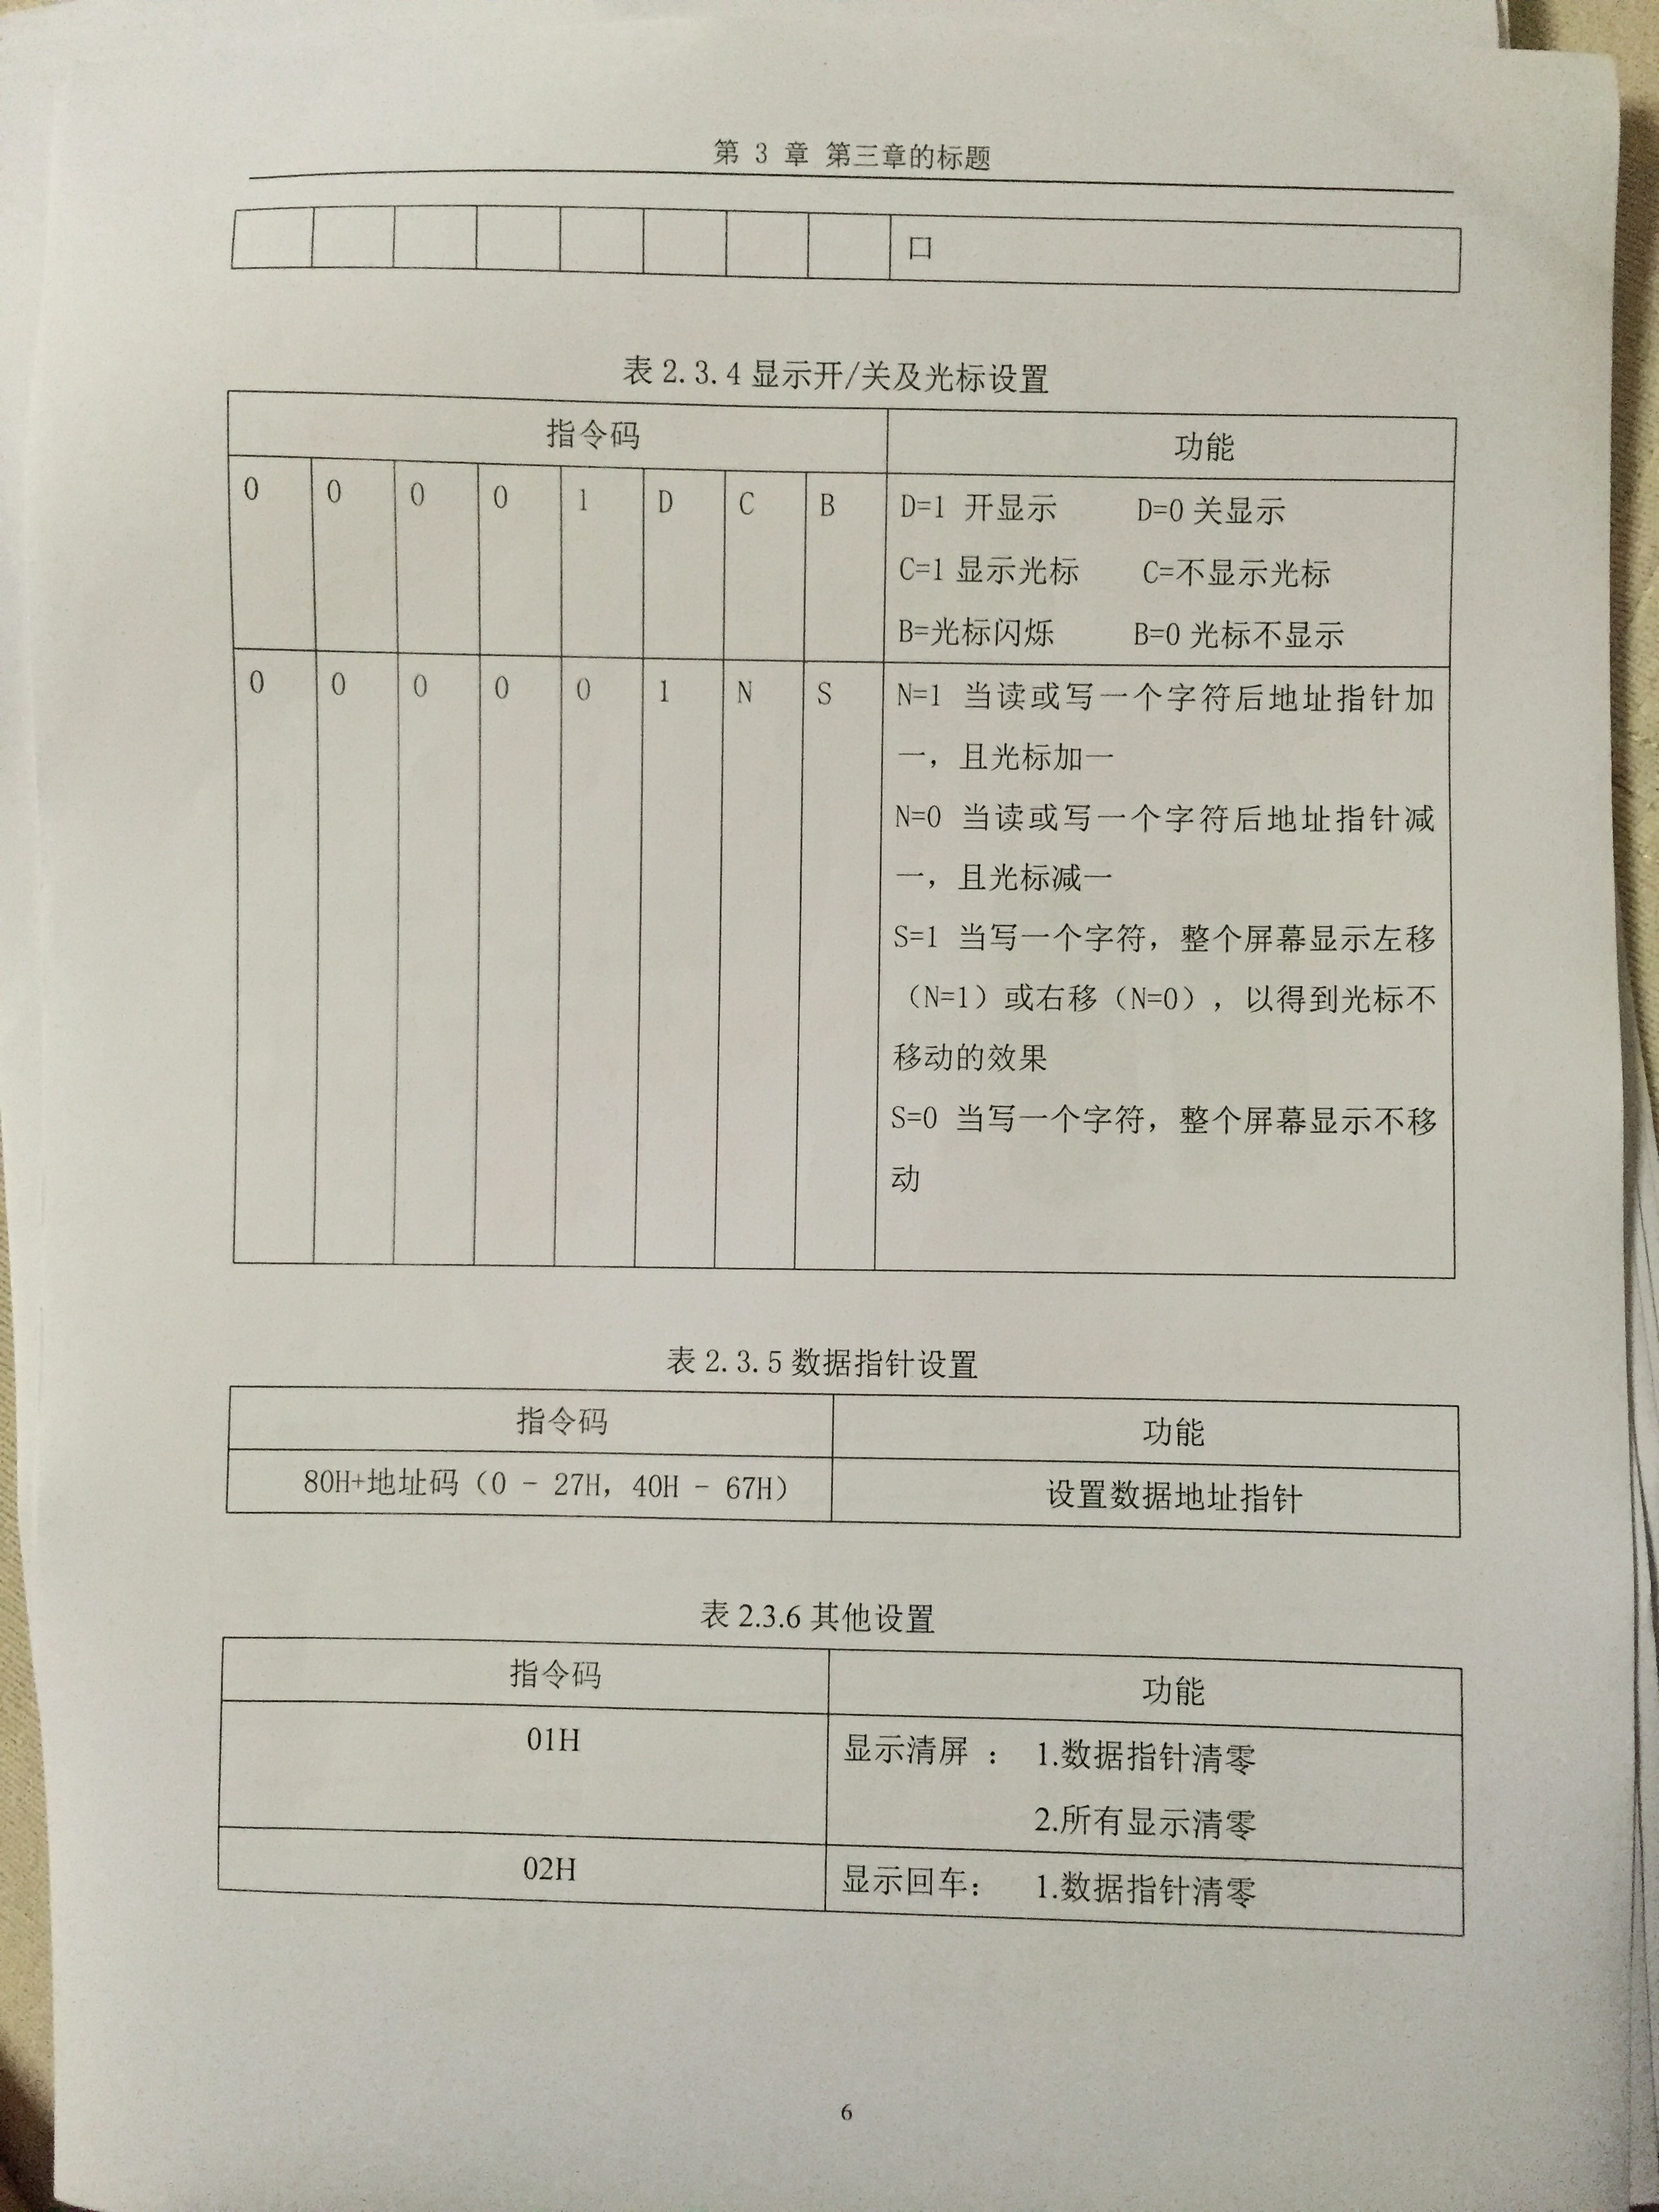 第 3 章 第三章的标题
口
表 2.3.4 显示开/关及光标设置
指令码 功能
0 0 0 0 1 D C B D=1 开显示 D=0 关显示
C=1 显示光标 C=不显示光标
B=光标闪烁 B=0 光标不显示
0 0 0 0 0 1 N S N=1 当读或写一个字符后地址指针加
一，且光标加一
N=0 当读或写一个字符后地址指针减
一，且光标减一
S=1 当写一个字符，整个屏幕显示左移
（N=1）或右移（N=0），以得到光标不
移动的效果
S=0 当写一个字符，整个屏幕显示不移
动
表 2.3.5 数据指针设置
指令码 功能
80H+地址码（0 - 27H，40H - 67H） 设置数据地址指针
表 2.3.6 其他设置
指令码 功能
01H 显示清屏 ： 1.数据指针清零
2.所有显示清零
02H 显示回车： 1.数据指针清零
6